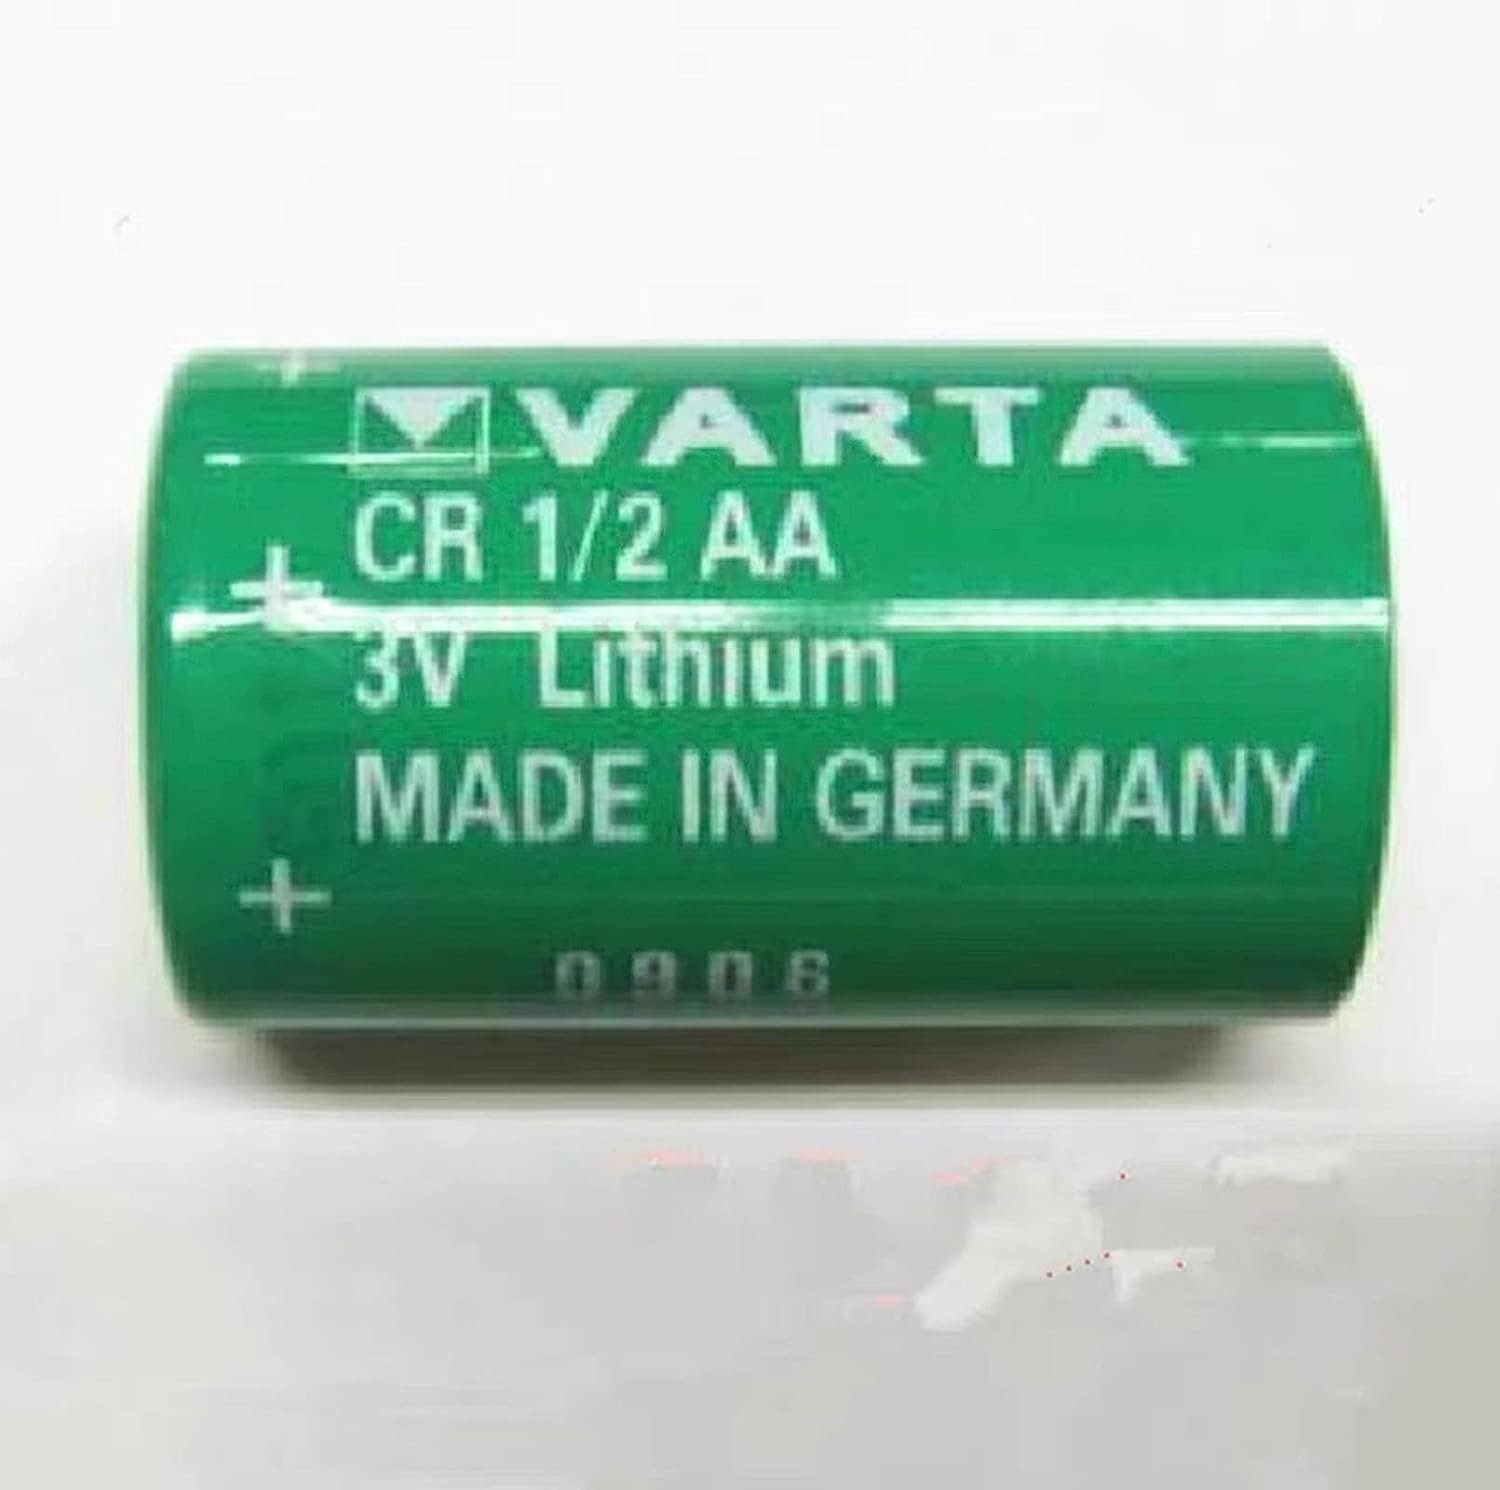 VARTA
CR 1/2 AA
3V Lithium
MADE IN GERMANY
0906